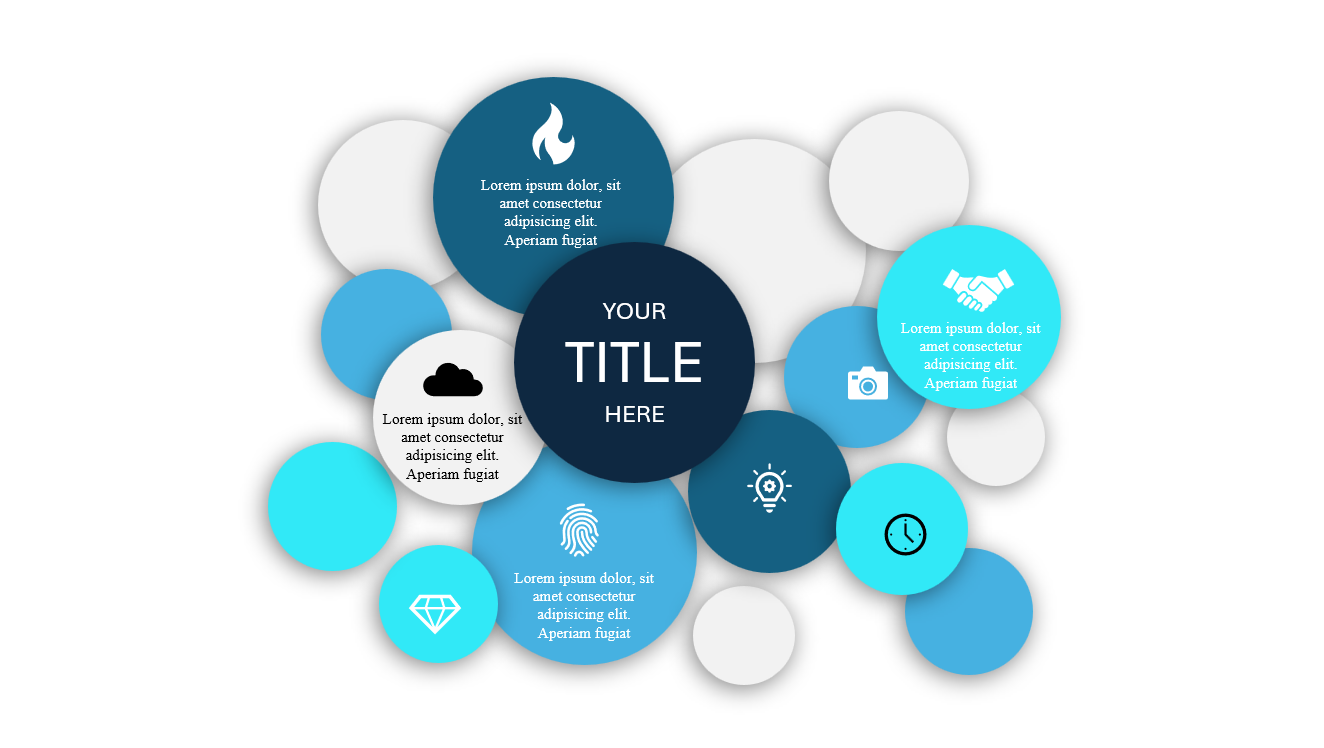 Lorem ipsum dolor, sit
amet consectetur
adipisicing elit.
Aperiam fugiat
YOUR
TITLE
HERE
Lorem ipsum dolor, sit
amet consectetur
adipisicing elit.
Aperiam fugiat
Lorem ipsum dolor, sit
amet consectetur
adipisicing elit.
Aperiam fugiat
Lorem ipsum dolor, sit
amet consectetur
adipisicing elit.
Aperiam fugiat